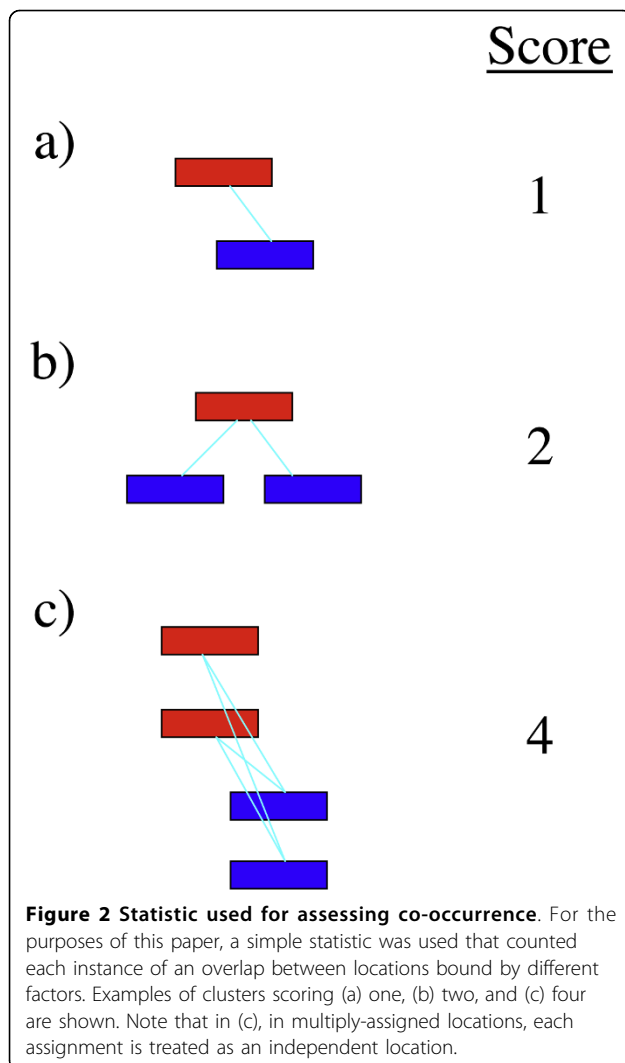 Score
a)
1
b)
2
c)
4
Figure 2 Statistic used for assessing co-occurrence. For the
purposes of this paper, a simple statistic was used that counted
each instance of an overlap between locations bound by different
factors. Examples of clusters scoring (a) one, (b) two, and (c) four
are shown. Note that in (c), in multiply-assigned locations, each
assignment is treated as an independent location.